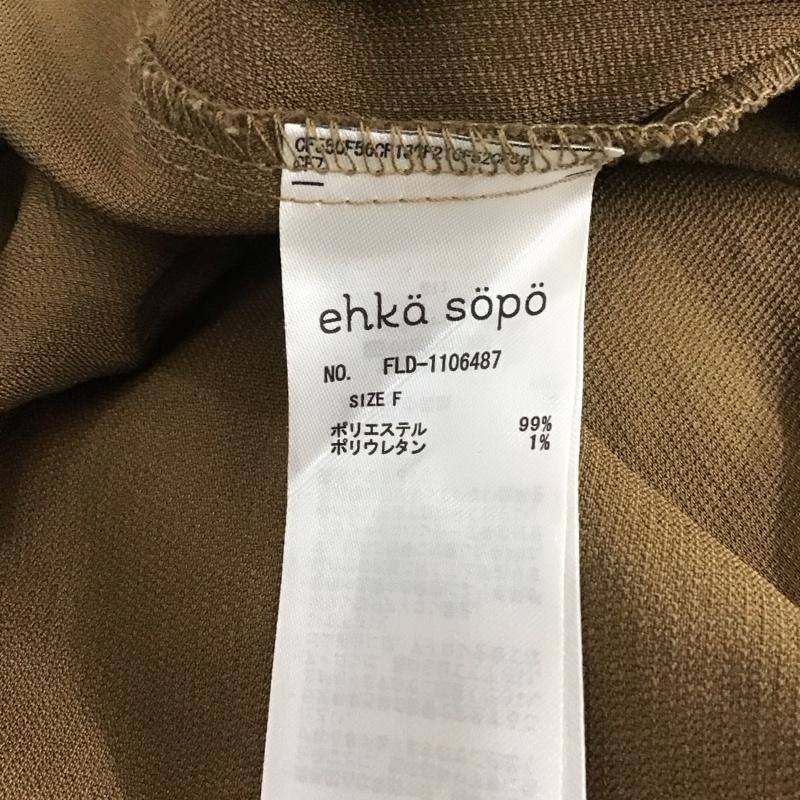 ehkä söpö
NO. FLD-1106487
SIZE F
ポリエステル 99%
ポリウレタン 1%